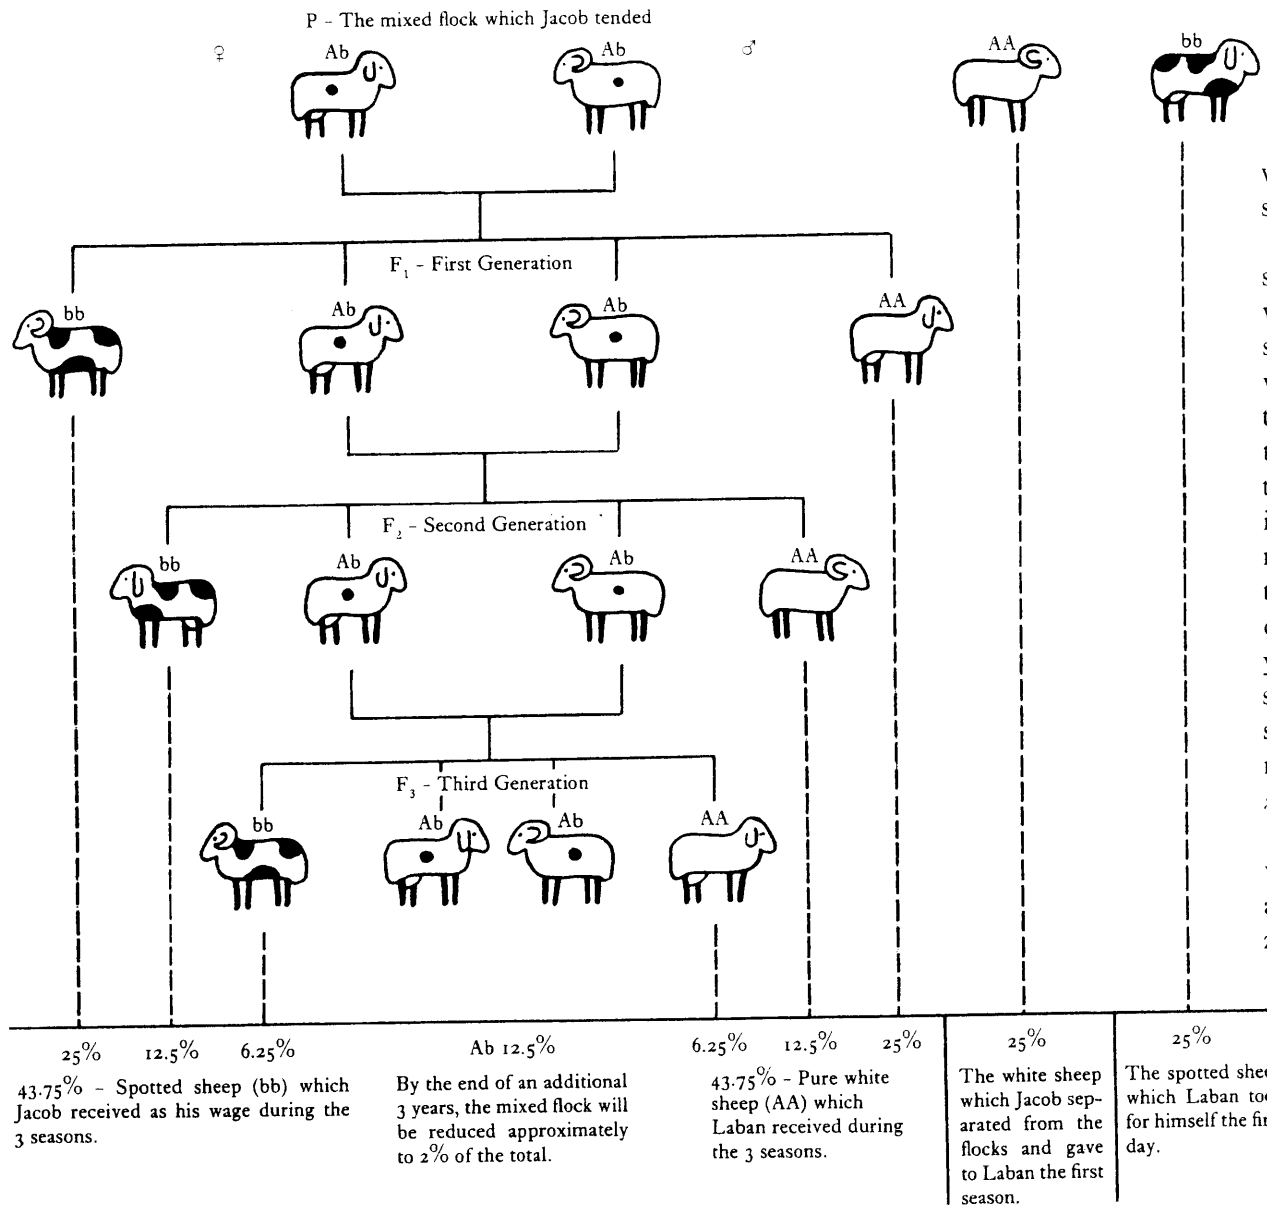 P - The mixed flock which Jacob tended
♀ Ab Ab ♂ AA bb
F₁ - First Generation
bb Ab Ab AA
F₂ - Second Generation
bb Ab Ab AA
F₃ - Third Generation
bb Ab Ab AA
25% 12.5% 6.25% Ab 12.5% 6.25% 12.5% 25% 25% 25%
43.75% - Spotted sheep (bb) which
Jacob received as his wage during the
3 seasons.
By the end of an additional
3 years, the mixed flock will
be reduced approximately
to 2% of the total.
43.75% - Pure white
sheep (AA) which
Laban received during
the 3 seasons.
The white sheep
which Jacob sep-
arated from the
flocks and gave
to Laban the first
season.
The spotted
which Laban
for himself the
day.